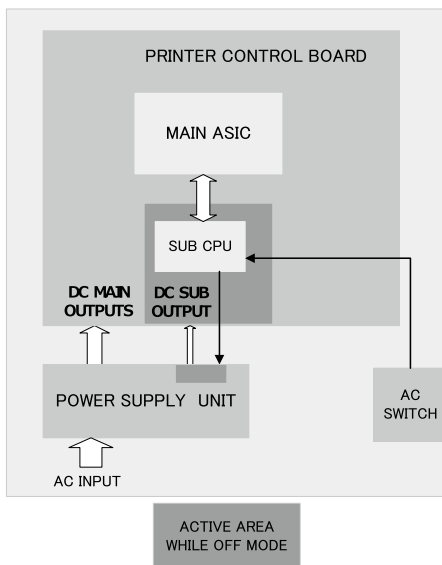 PRINTER CONTROL BOARD
MAIN ASIC
SUB CPU
DC MAIN
OUTPUTS
DC SUB
OUTPUT
POWER SUPPLY UNIT
AC
SWITCH
AC INPUT
ACTIVE AREA
WHILE OFF MODE